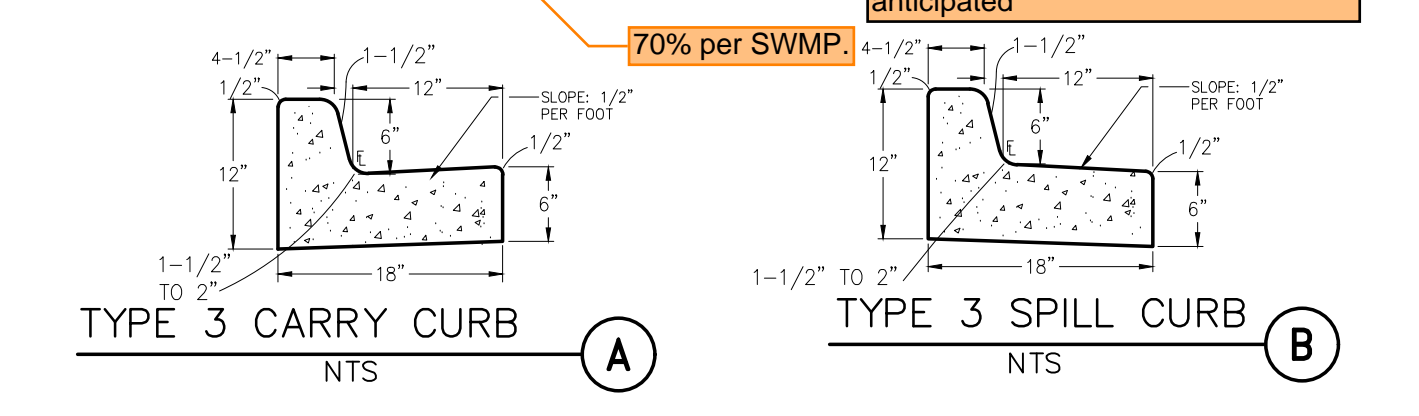 anticipated
70% per SWMP.
4-1/2"
1-1/2"
1/2"
12"
SLOPE: 1/2"
PER FOOT
6"
FL
1/2"
12"
6"
1-1/2"
TO 2"
18"
TYPE 3 CARRY CURB
NTS
A
4-1/2"
1-1/2"
1/2"
12"
SLOPE: 1/2"
PER FOOT
6"
FL
1/2"
12"
6"
1-1/2" TO 2"
18"
TYPE 3 SPILL CURB
NTS
B